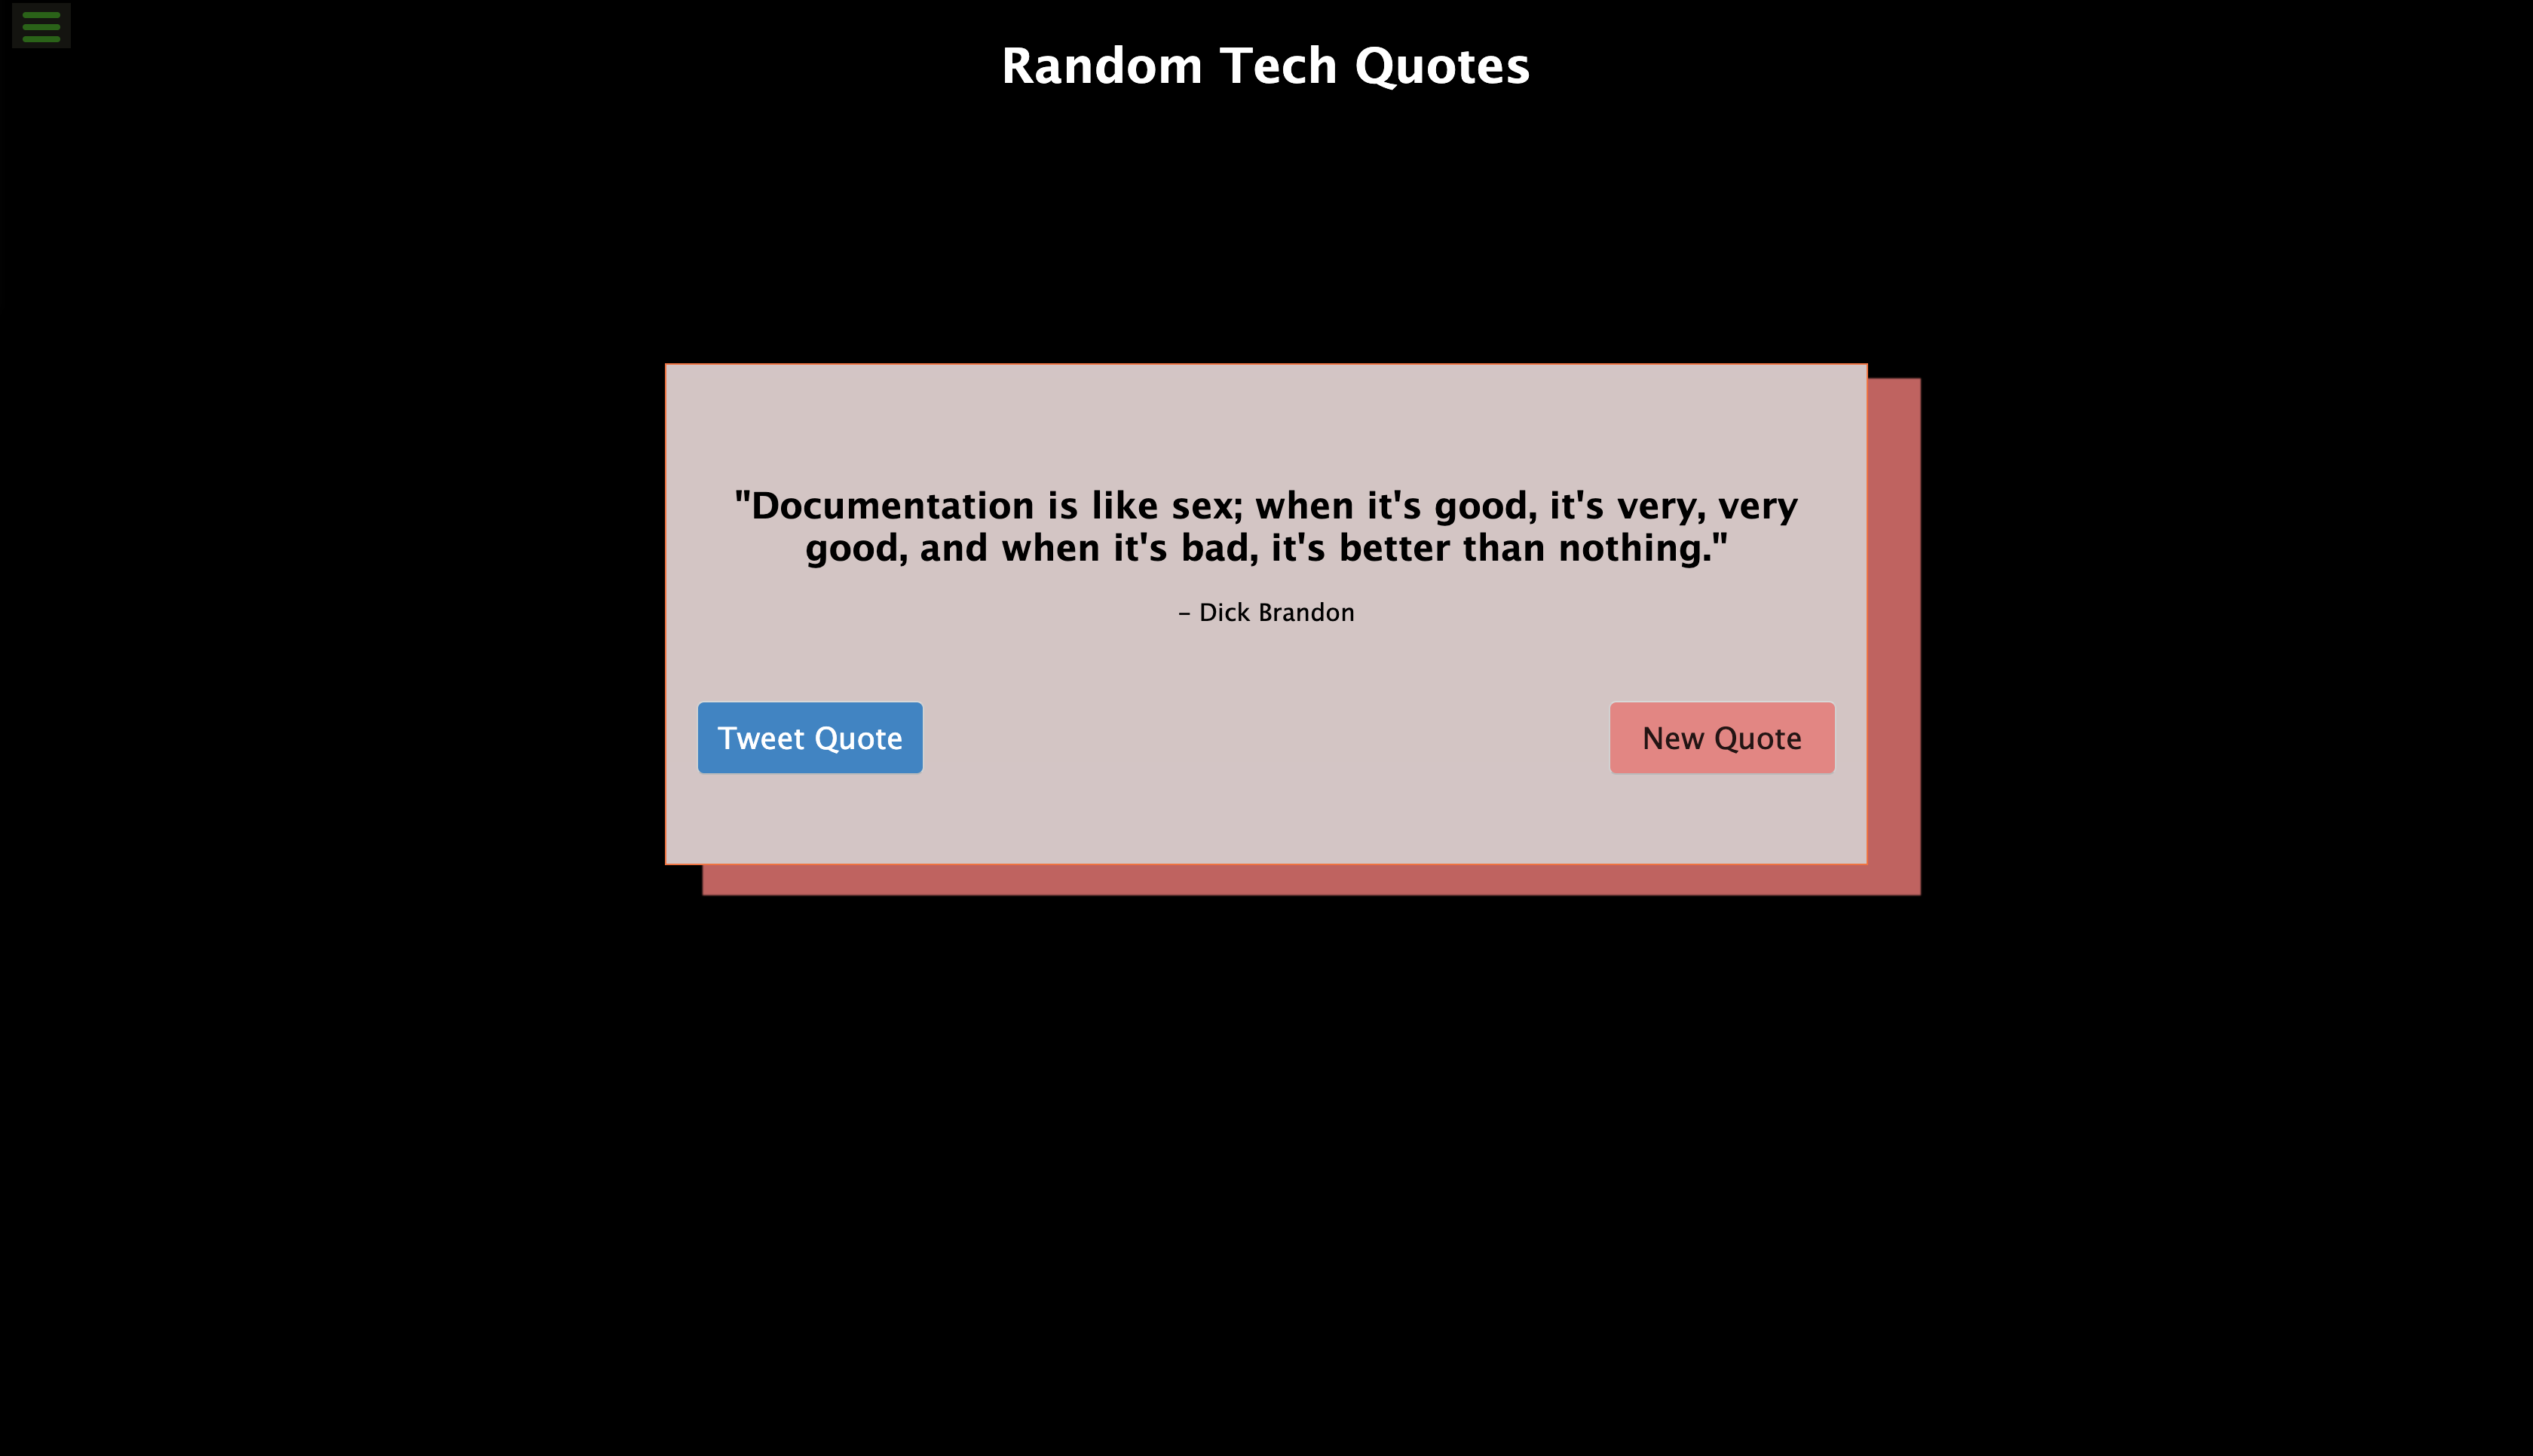 Random Tech Quotes
"Documentation is like sex; when it's good, it's very, very
good, and when it's bad, it's better than nothing."
– Dick Brandon
Tweet Quote
New Quote